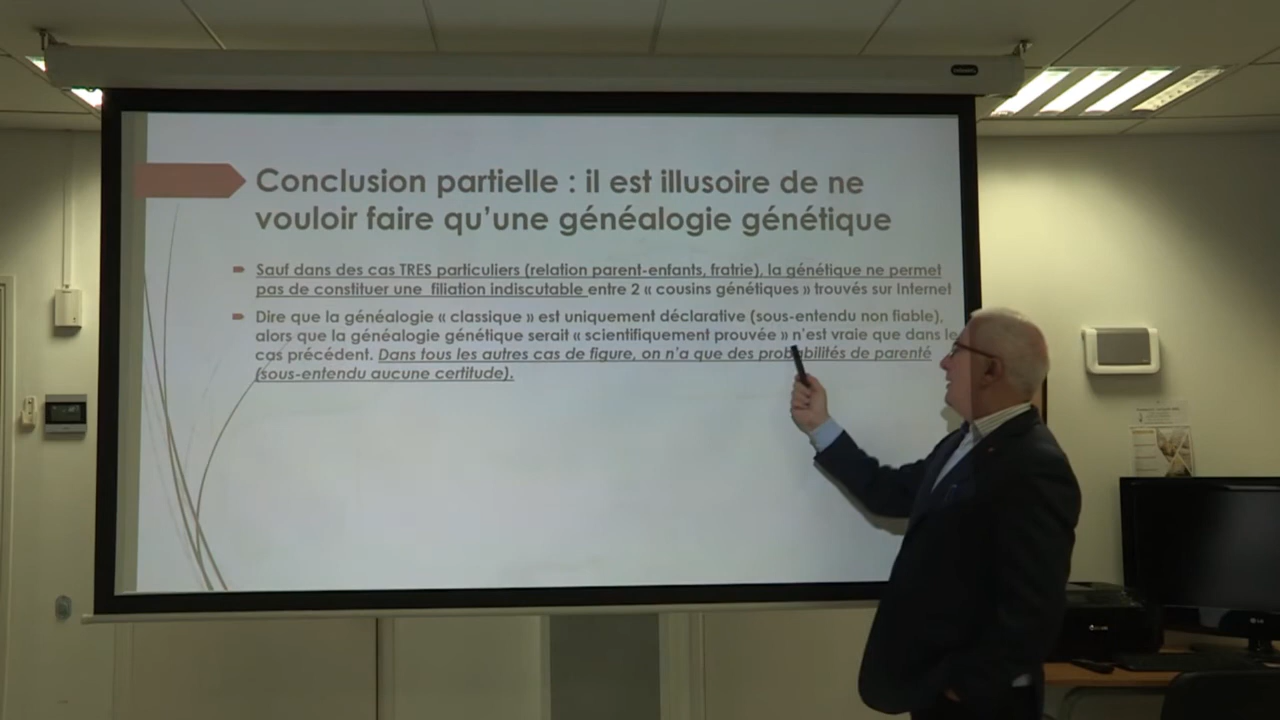 Conclusion partielle : il est illusoire de ne
vouloir faire qu'une généalogie génétique
Sauf dans des cas TRES particuliers (relation parent-enfants, fratrie), la génétique ne permet
pas de constituer une filiation indiscutable entre 2 « cousins génétiques » trouvés sur Internet
Dire que la généalogie « classique » est uniquement déclarative (sous-entendu non fiable),
alors que la généalogie génétique serait « scientifiquement prouvée » n'est vraie que dans le
cas précédent. Dans tous les autres cas de figure, on n'a que des probabilités de parenté
(sous-entendu aucune certitude).
LG